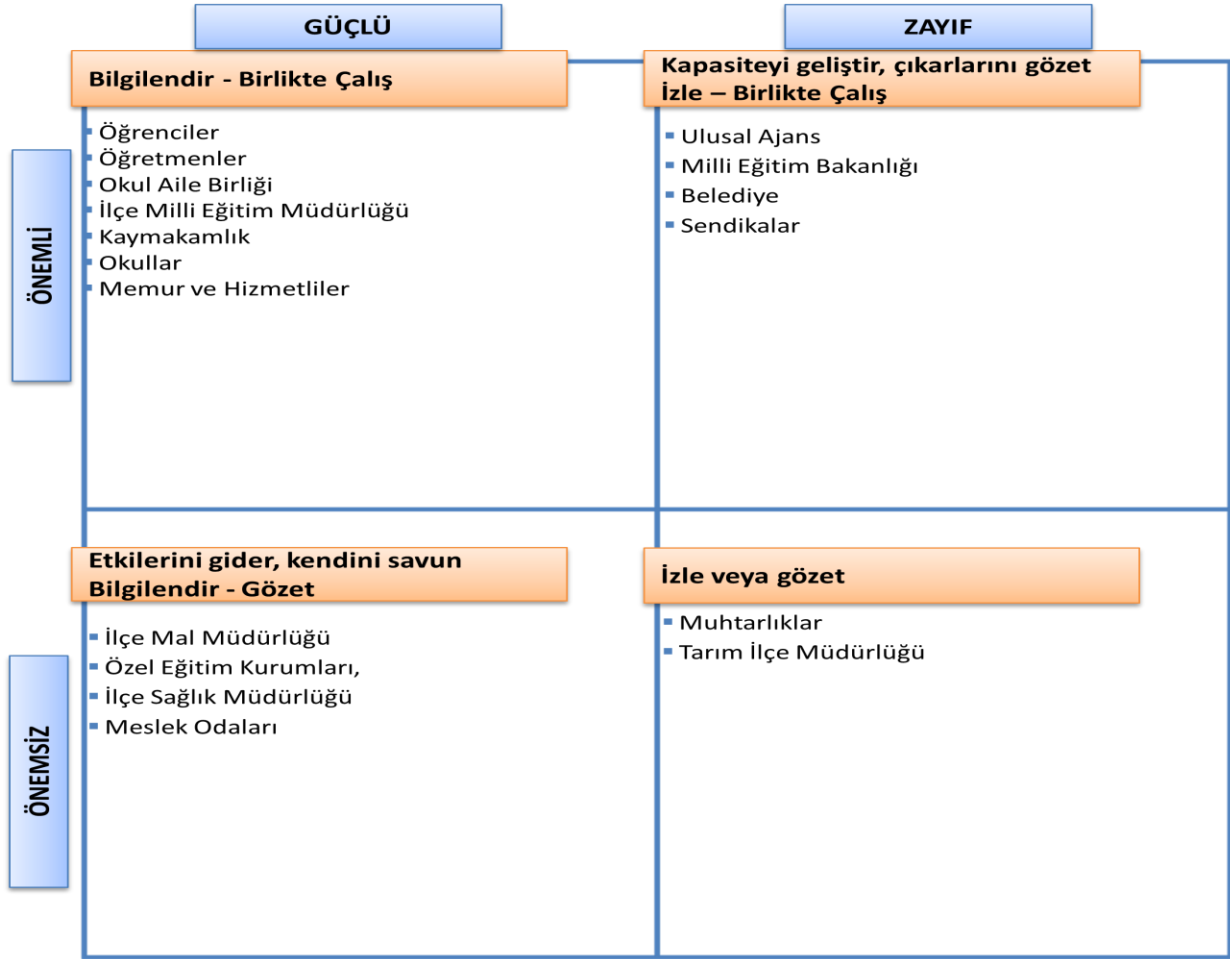 GÜÇLÜ
ZAYIF
ÖNEMLİ
Bilgilendir - Birlikte Çalış
Öğrenciler
Öğretmenler
Okul Aile Birliği
İlçe Milli Eğitim Müdürlüğü
Kaymakamlık
Okullar
Memur ve Hizmetliler
Kapasiteyi geliştir, çıkarlarını gözet
İzle – Birlikte Çalış
Ulusal Ajans
Milli Eğitim Bakanlığı
Belediye
Sendikalar
ÖNEMSİZ
Etkilerini gider, kendini savun
Bilgilendir - Gözet
İlçe Mal Müdürlüğü
Özel Eğitim Kurumları,
İlçe Sağlık Müdürlüğü
Meslek Odaları
İzle veya gözet
Muhtarlıklar
Tarım İlçe Müdürlüğü